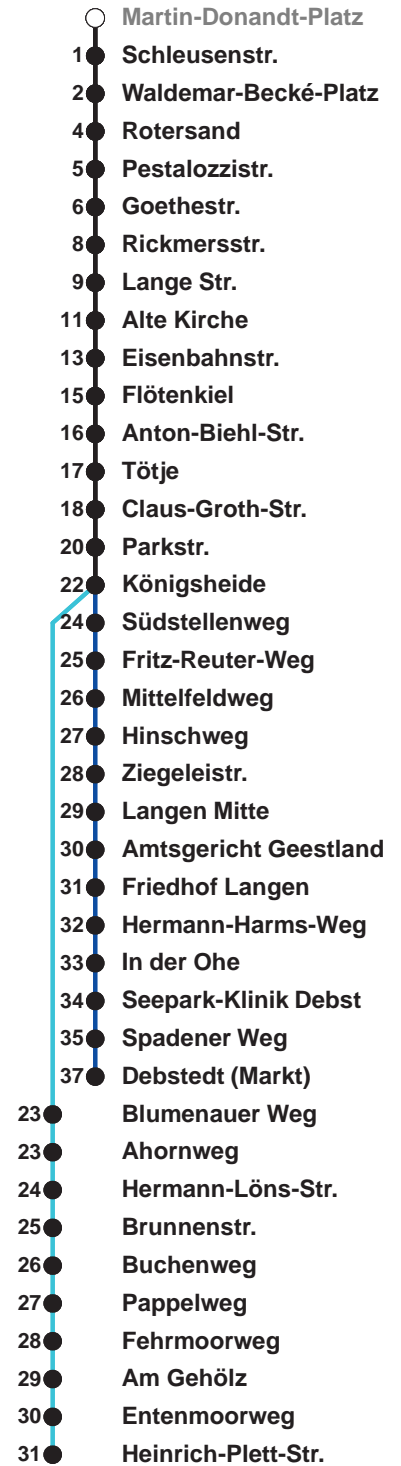 Martin-Donandt-Platz
1 Schleusenstr.
2 Waldemar-Becké-Platz
4 Rotersand
5 Pestalozzistr.
6 Goethestr.
8 Rickmersstr.
9 Lange Str.
11 Alte Kirche
13 Eisenbahnstr.
15 Flötenkiel
16 Anton-Biehl-Str.
17 Tötje
18 Claus-Groth-Str.
20 Parkstr.
22 Königsheide
24 Südstellenweg
25 Fritz-Reuter-Weg
26 Mittelfeldweg
27 Hinschweg
28 Ziegeleistr.
29 Langen Mitte
30 Amtsgericht Geestland
31 Friedhof Langen
32 Hermann-Harms-Weg
33 In der Ohe
34 Seepark-Klinik Debst
35 Spadener Weg
37 Debstedt (Markt)
23 Blumenauer Weg
23 Ahornweg
24 Hermann-Löns-Str.
25 Brunnenstr.
26 Buchenweg
27 Pappelweg
28 Fehrmoorweg
29 Am Gehölz
30 Entenmoorweg
31 Heinrich-Plett-Str.